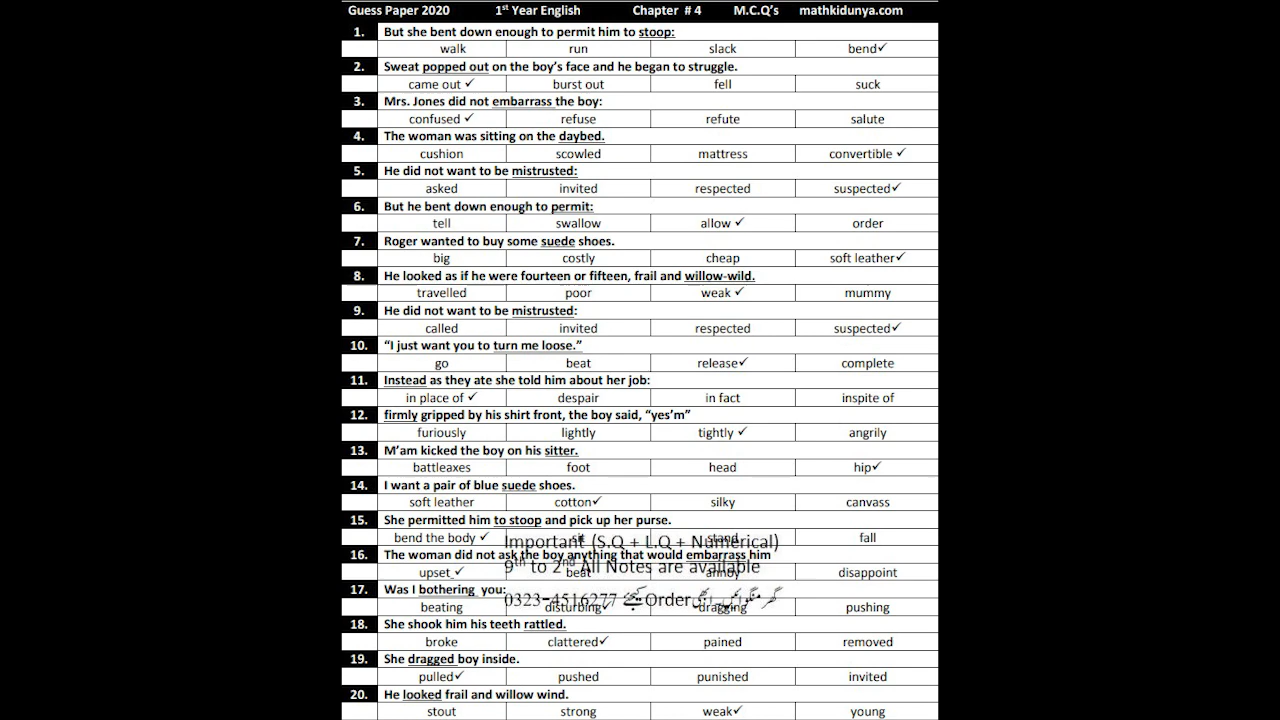 Guess Paper 2020 1st Year English Chapter # 4 M.C.Q's mathkidunya.com
1. But she bent down enough to permit him to stoop:
walk run slack bend✓
2. Sweat popped out on the boy's face and he began to struggle.
came out ✓ burst out fell suck
3. Mrs. Jones did not embarrass the boy:
confused ✓ refuse refute salute
4. The woman was sitting on the daybed.
cushion scowled mattress convertible ✓
5. He did not want to be mistrusted:
asked invited respected suspected✓
6. But he bent down enough to permit:
tell swallow allow ✓ order
7. Roger wanted to buy some suede shoes.
big costly cheap soft leather✓
8. He looked as if he were fourteen or fifteen, frail and willow-wild.
travelled poor weak ✓ mummy
9. He did not want to be mistrusted:
called invited respected suspected✓
10. “I just want you to turn me loose.”
go beat release✓ complete
11. Instead as they ate she told him about her job:
in place of ✓ despair in fact inspite of
12. firmly gripped by his shirt front, the boy said, “yes'm”
furiously lightly tightly ✓ angrily
13. M'am kicked the boy on his sitter.
battleaxes foot head hip✓
14. I want a pair of blue suede shoes.
soft leather cotton✓ silky canvass
15. She permitted him to stoop and pick up her purse.
bend the body ✓ sit stand fall
Important (S.Q + L.Q + Numerical)
16. The woman did not ask the boy anything that would embarrass him
9th to 2nd All Notes are available
upset ✓ beat annoy disappoint
17. Was I bothering you:
0323-4516277 کیجئے Order گھر منگوائیں۔ ابھی
beating disturbing✓ dragging pushing
18. She shook him his teeth rattled.
broke clattered✓ pained removed
19. She dragged boy inside.
pulled✓ pushed punished invited
20. He looked frail and willow wind.
stout strong weak✓ young